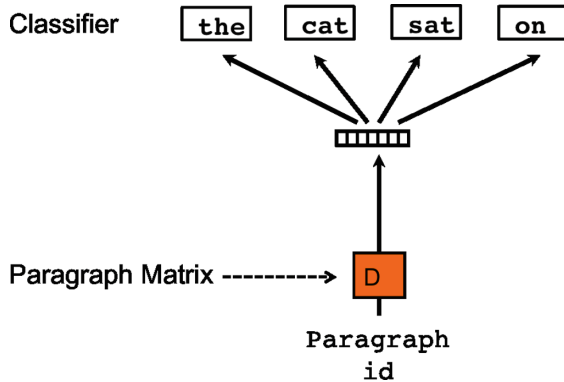 Classifier the cat sat on
Paragraph Matrix D
Paragraph
id